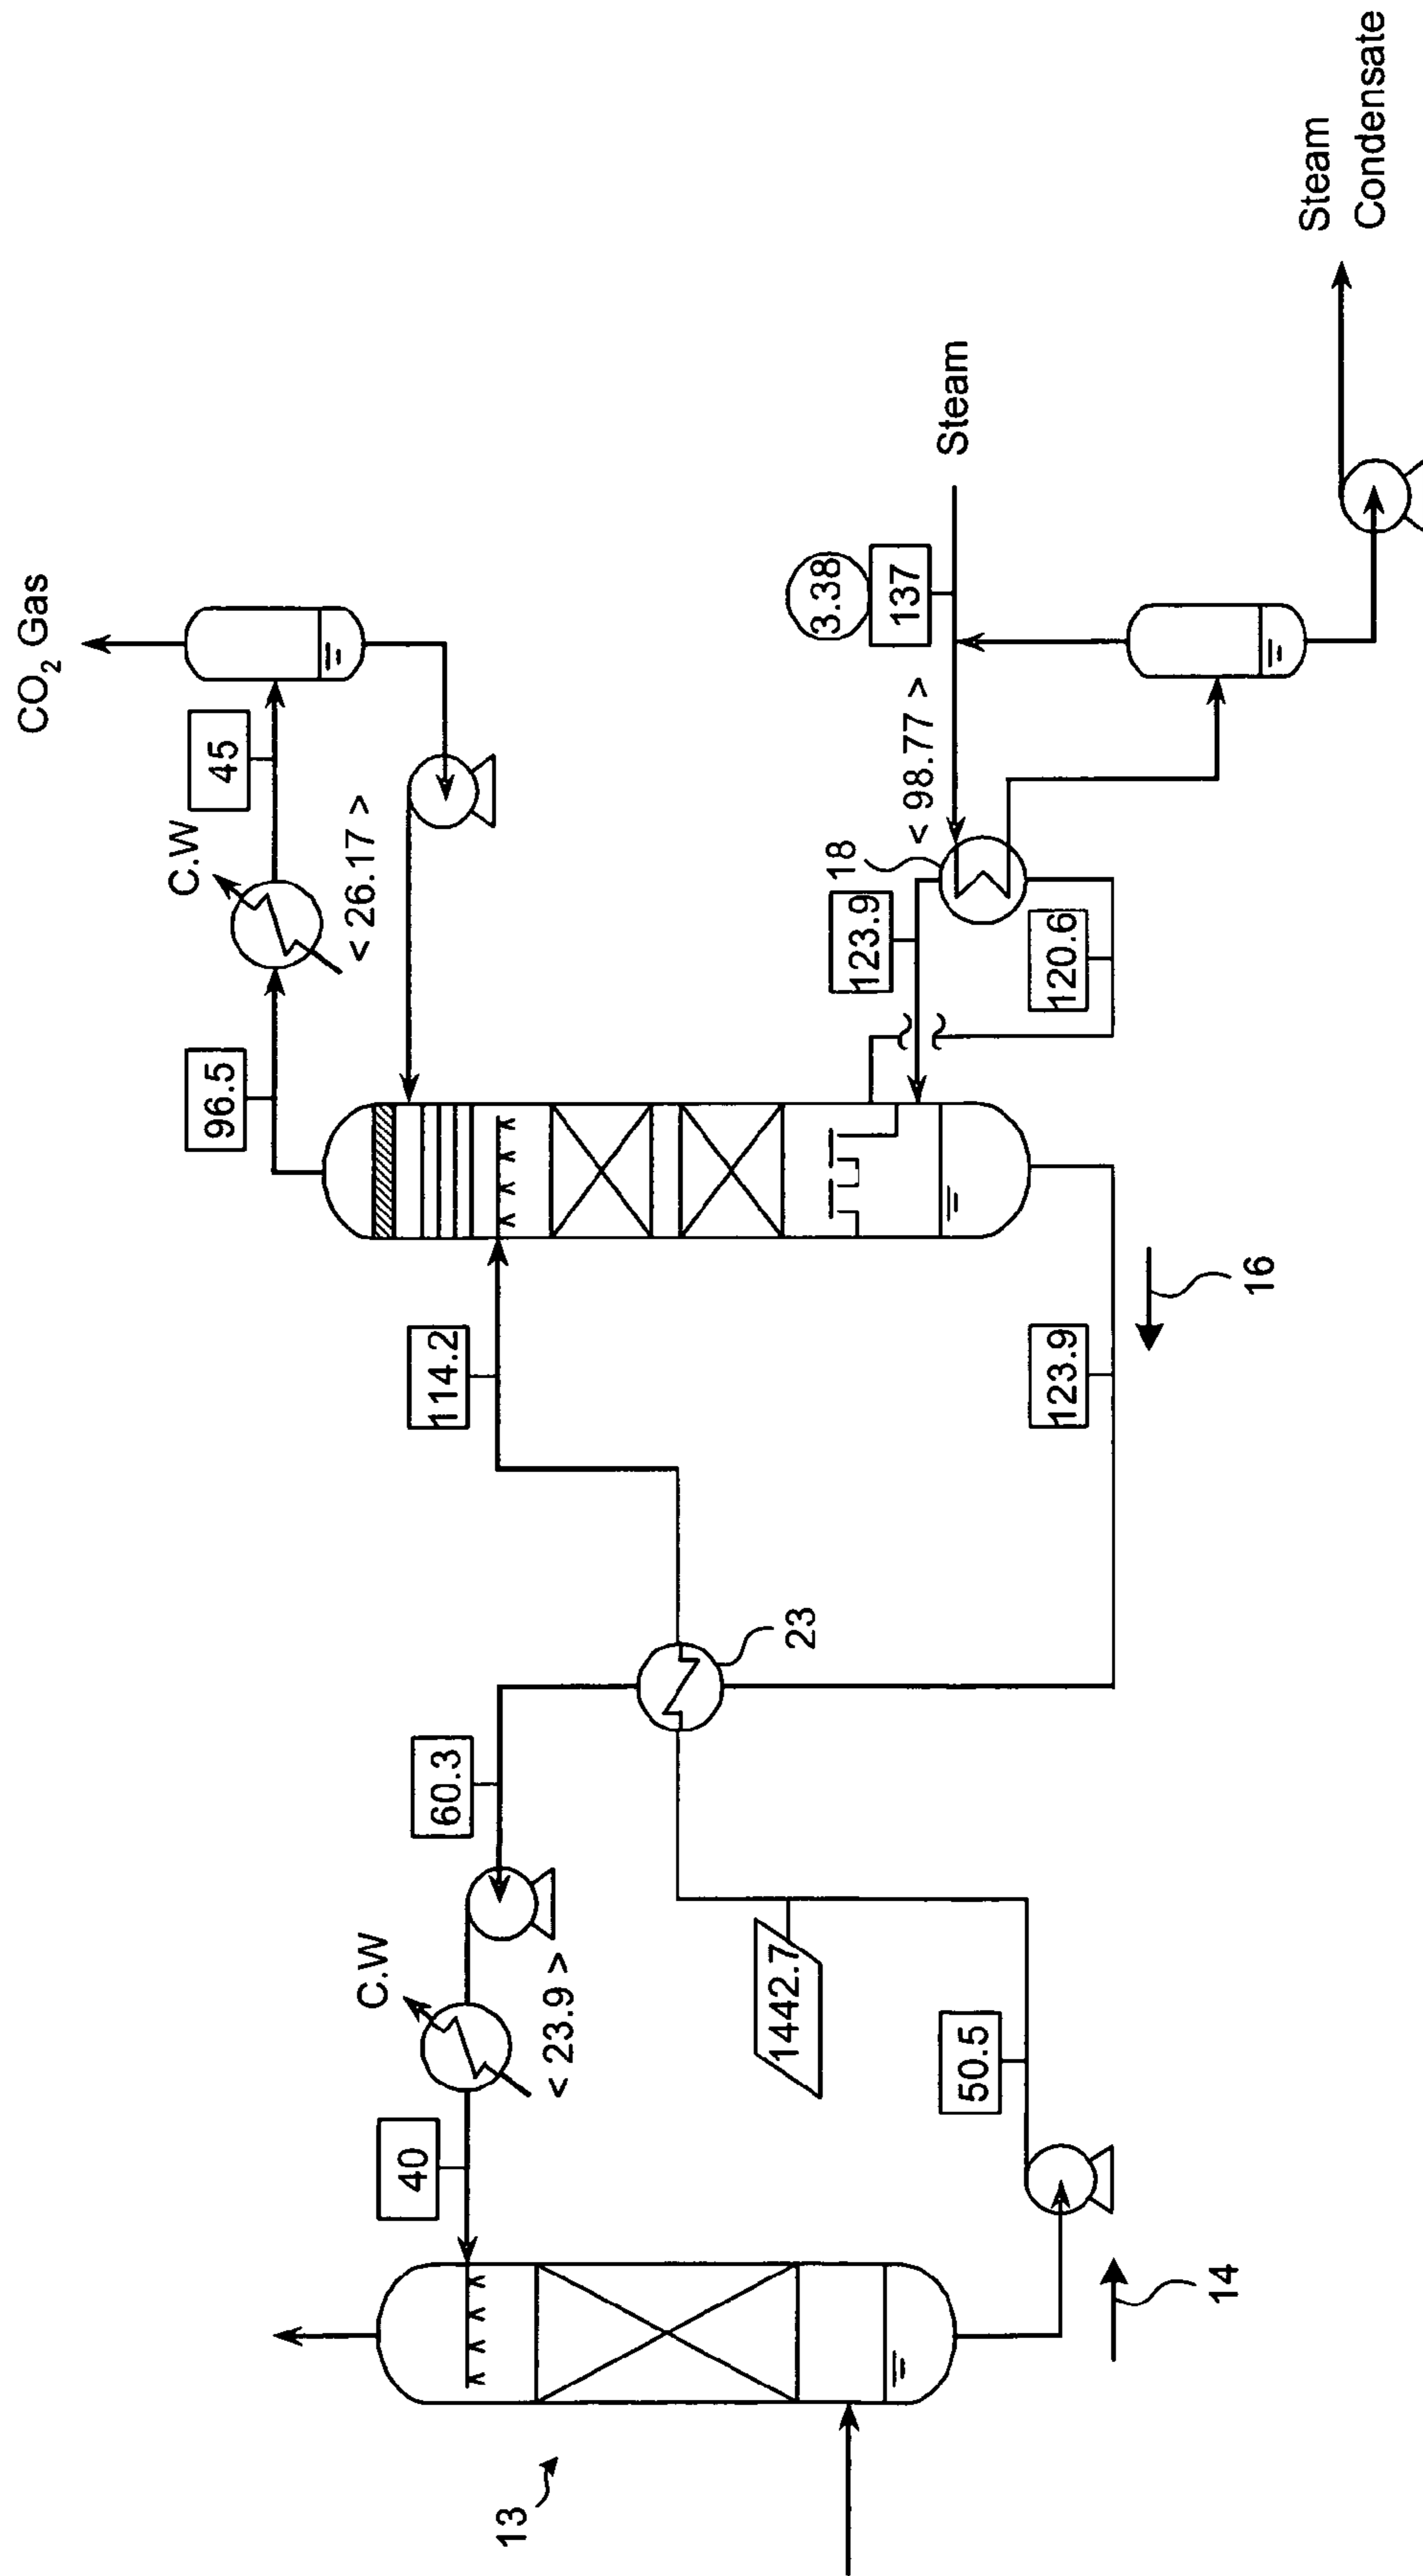 CO₂ Gas
45
C.W
< 26.17 >
96.5
114.2
60.3
C.W
< 23.9 >
40
13
23
1442.7
50.5
14
16
123.9
120.6
123.9
18
< 98.77 >
3.38
137
Steam
Steam
Condensate